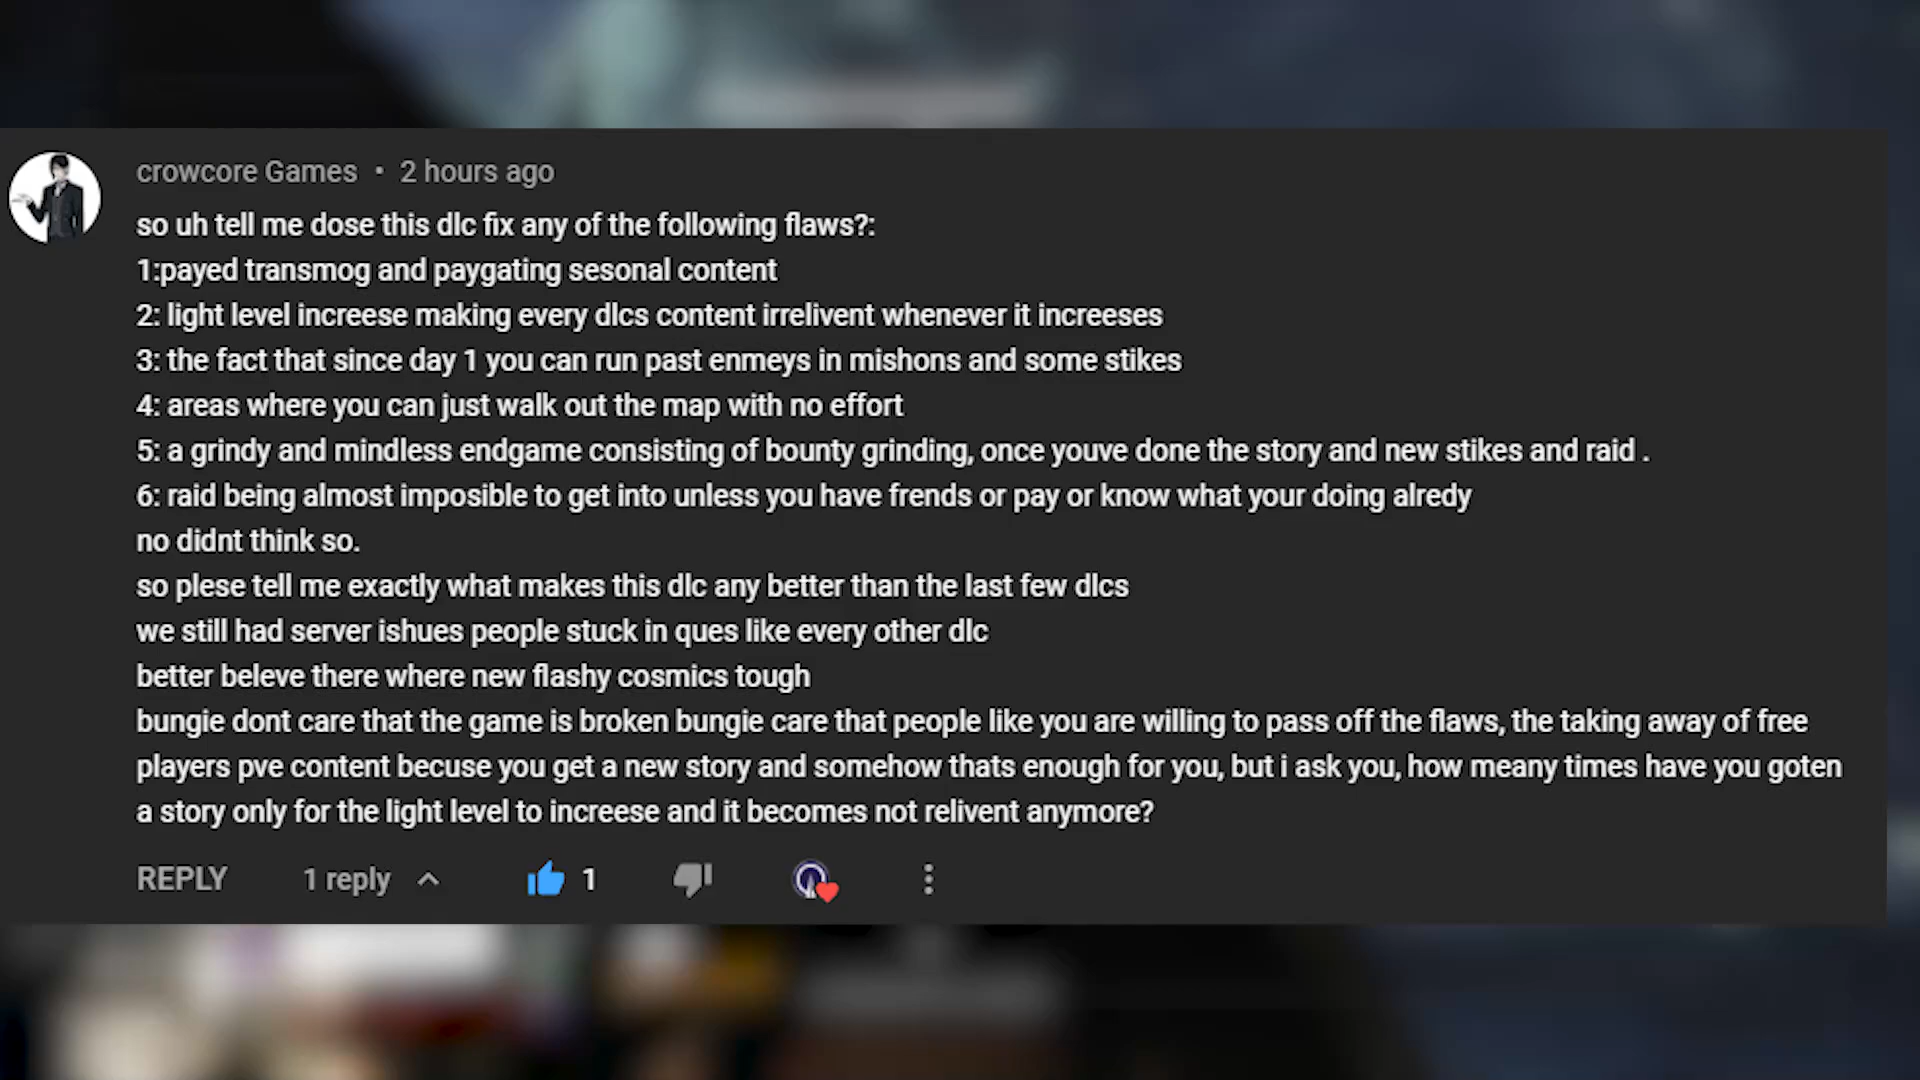 crowcore Games • 2 hours ago
so uh tell me dose this dlc fix any of the following flaws?:
1:payed transmog and paygating sesonal content
2: light level increese making every dlcs content irrelivent whenever it increeses
3: the fact that since day 1 you can run past enmeys in mishons and some stikes
4: areas where you can just walk out the map with no effort
5: a grindy and mindless endgame consisting of bounty grinding, once youve done the story and new stikes and raid .
6: raid being almost imposible to get into unless you have frends or pay or know what your doing alredy
no didnt think so.
so plese tell me exactly what makes this dlc any better than the last few dlcs
we still had server ishues people stuck in ques like every other dlc
better beleve there where new flashy cosmics tough
bungie dont care that the game is broken bungie care that people like you are willing to pass off the flaws, the taking away of free
players pve content becuse you get a new story and somehow thats enough for you, but i ask you, how meany times have you goten
a story only for the light level to increese and it becomes not relivent anymore?
REPLY 1 reply 1